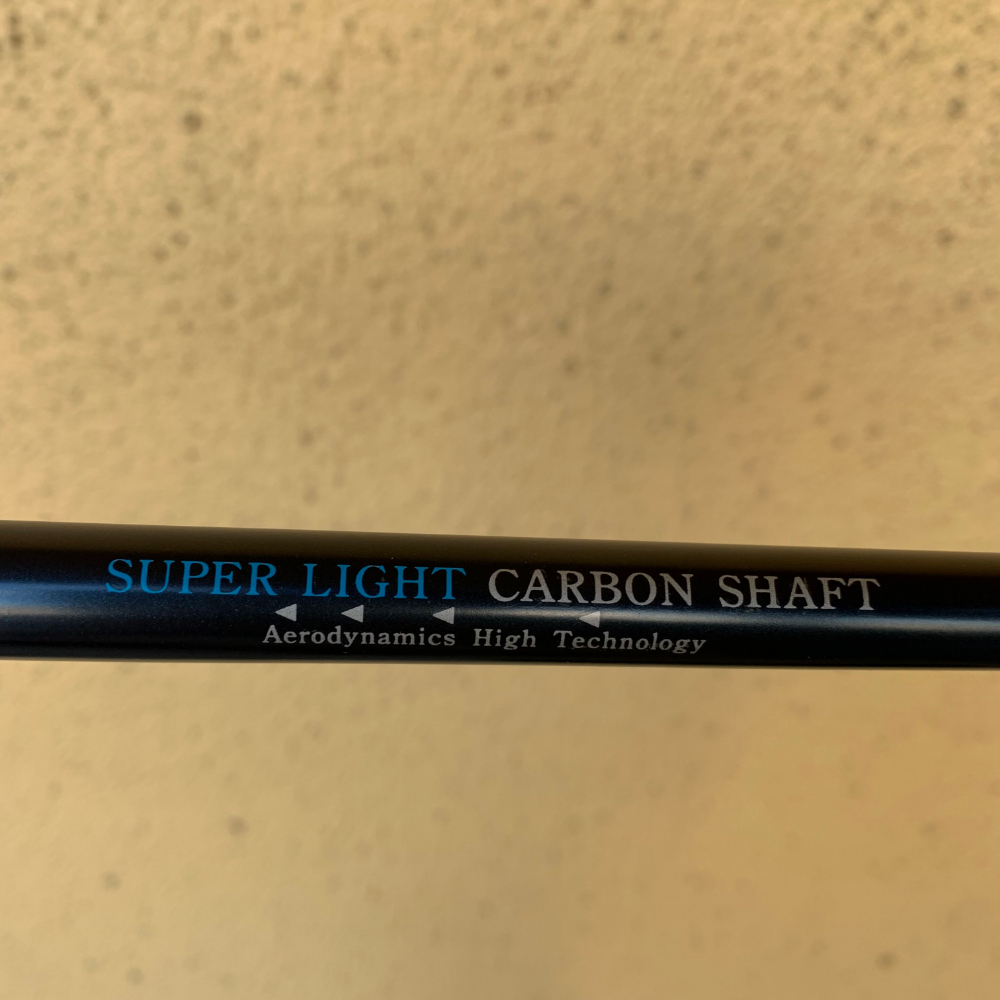 SUPER LIGHT CARBON SHAFT
Aerodynamics High Technology